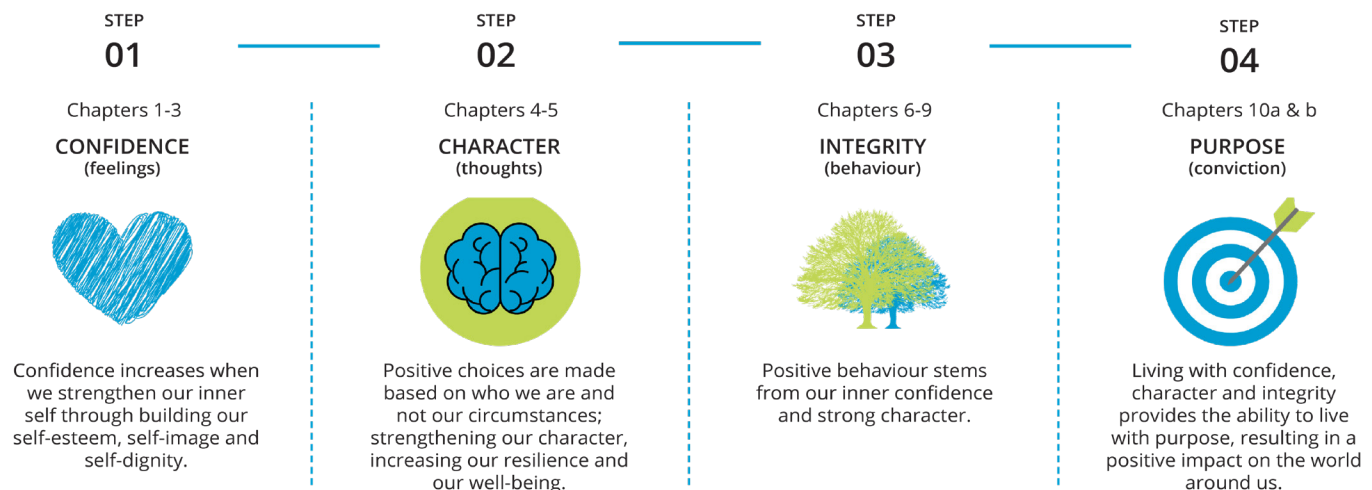 STEP
01
Chapters 1-3
CONFIDENCE
(feelings)
Confidence increases when
we strengthen our inner
self through building our
self-esteem, self-image and
self-dignity.
STEP
02
Chapters 4-5
CHARACTER
(thoughts)
Positive choices are made
based on who we are and
not our circumstances;
strengthening our character,
increasing our resilience and
our well-being.
STEP
03
Chapters 6-9
INTEGRITY
(behaviour)
Positive behaviour stems
from our inner confidence
and strong character.
STEP
04
Chapters 10a & b
PURPOSE
(conviction)
Living with confidence,
character and integrity
provides the ability to live
with purpose, resulting in a
positive impact on the world
around us.